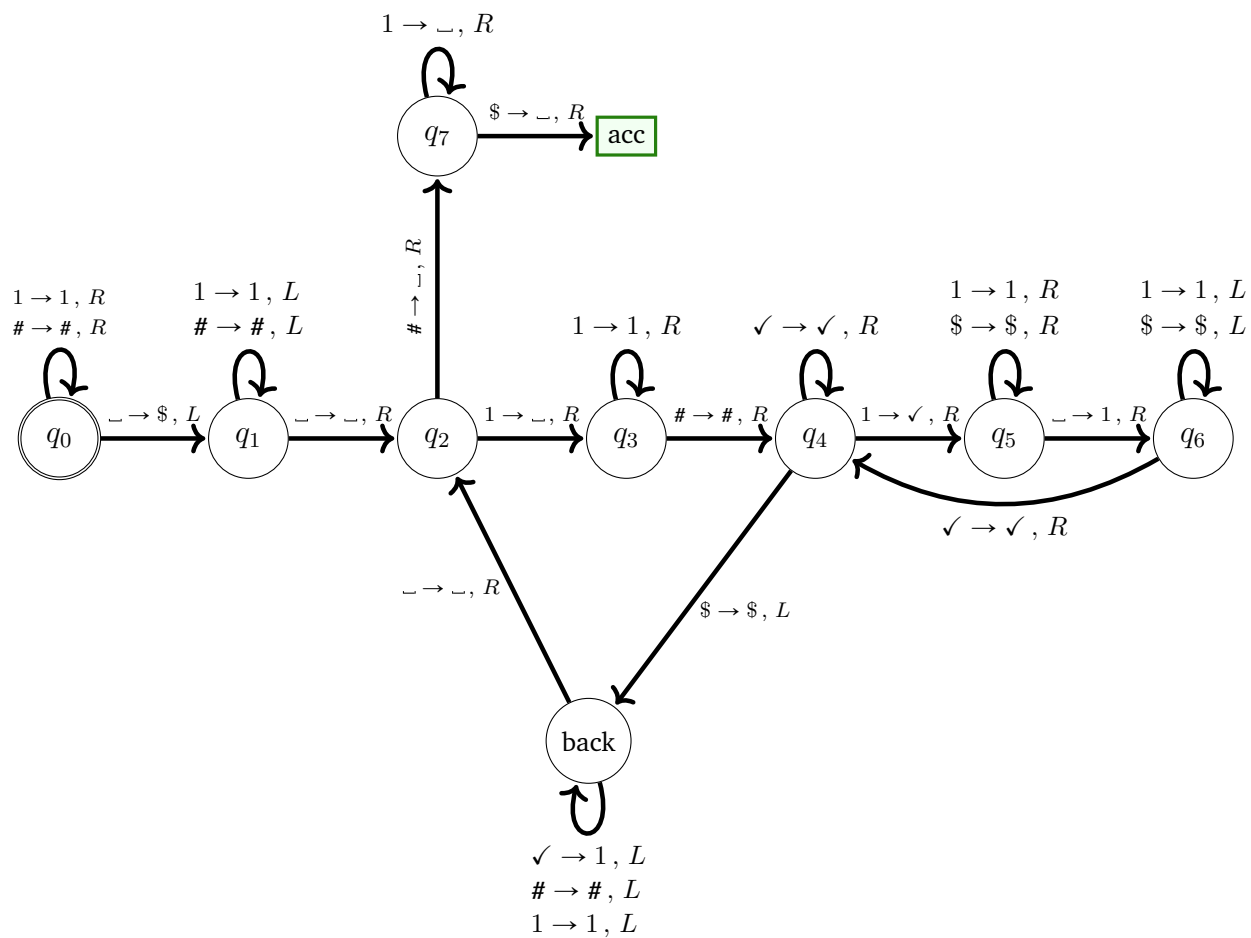 1 → ␣, R
$ → ␣, R
q7
acc
# → ␣, R
1 → 1, R
# → #, R
1 → 1, L
# → #, L
1 → 1, R
✓ → ✓, R
1 → 1, R
$ → $, R
1 → 1, L
$ → $, L
q0
␣ → $, L
q1
␣ → ␣, R
q2
1 → ␣, R
q3
# → #, R
q4
1 → ✓, R
q5
␣ → 1, R
q6
✓ → ✓, R
␣ → ␣, R
$ → $, L
back
✓ → 1, L
# → #, L
1 → 1, L